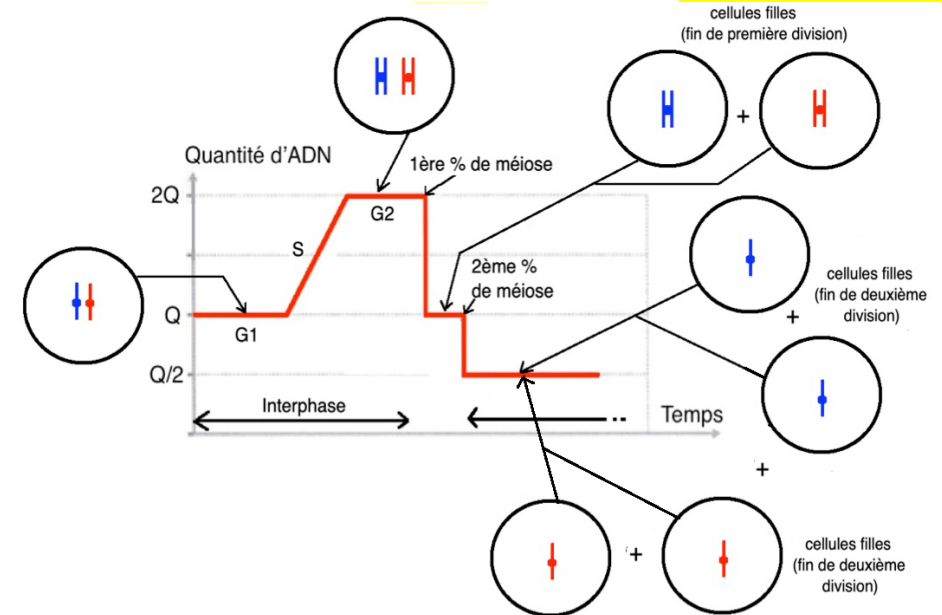 cellules filles
(fin de première division)
Quantité d'ADN
1ère % de méiose
2Q
G2
S
2ème %
de méiose
cellules filles
(fin de deuxième
division)
Q
G1
Q/2
Interphase
Temps
+
+
+
+
cellules filles
(fin de deuxième
division)